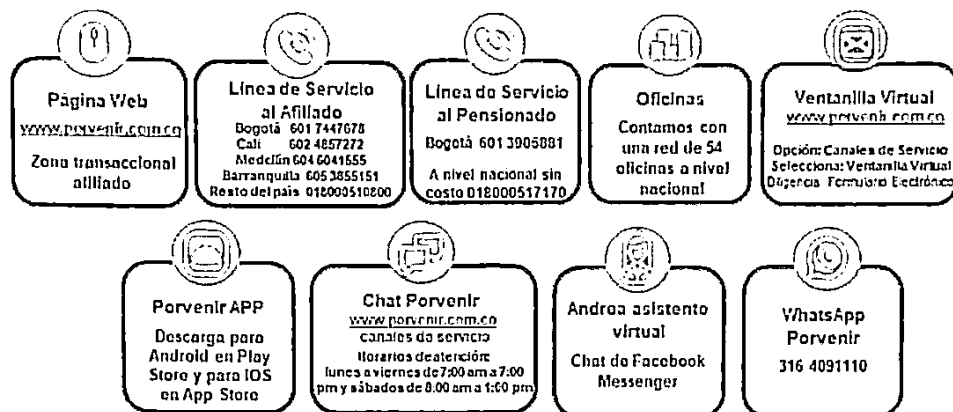 Página Web
www.porvenir.com.co
Zona transaccional
afiliado
Línea de Servicio
al Afiliado
Bogotá 601 7447678
Cali 602 4857272
Medellín 604 6041555
Barranquilla 605 3855151
Resto del país 018000510800
Línea de Servicio
al Pensionado
Bogotá 601 3905881
A nivel nacional sin
costo 018000517170
Oficinas
Contamos con
una red de 54
oficinas a nivel
nacional
Ventanilla Virtual
www.porvenir.com.co
Opción: Canales de Servicio
Selecciona: Ventanilla Virtual
Diligencia: Formulario Electrónico
Porvenir APP
Descarga para
Android en Play
Store y para IOS
en App Store
Chat Porvenir
www.porvenir.com.co
canales de servicio
Horarios de atención:
lunes a viernes de 7:00 am a 7:00
pm y sábados de 8:00 am a 1:00 pm
Andrea asistente
virtual
Chat de Facebook
Messenger
WhatsApp
Porvenir
316 4091110